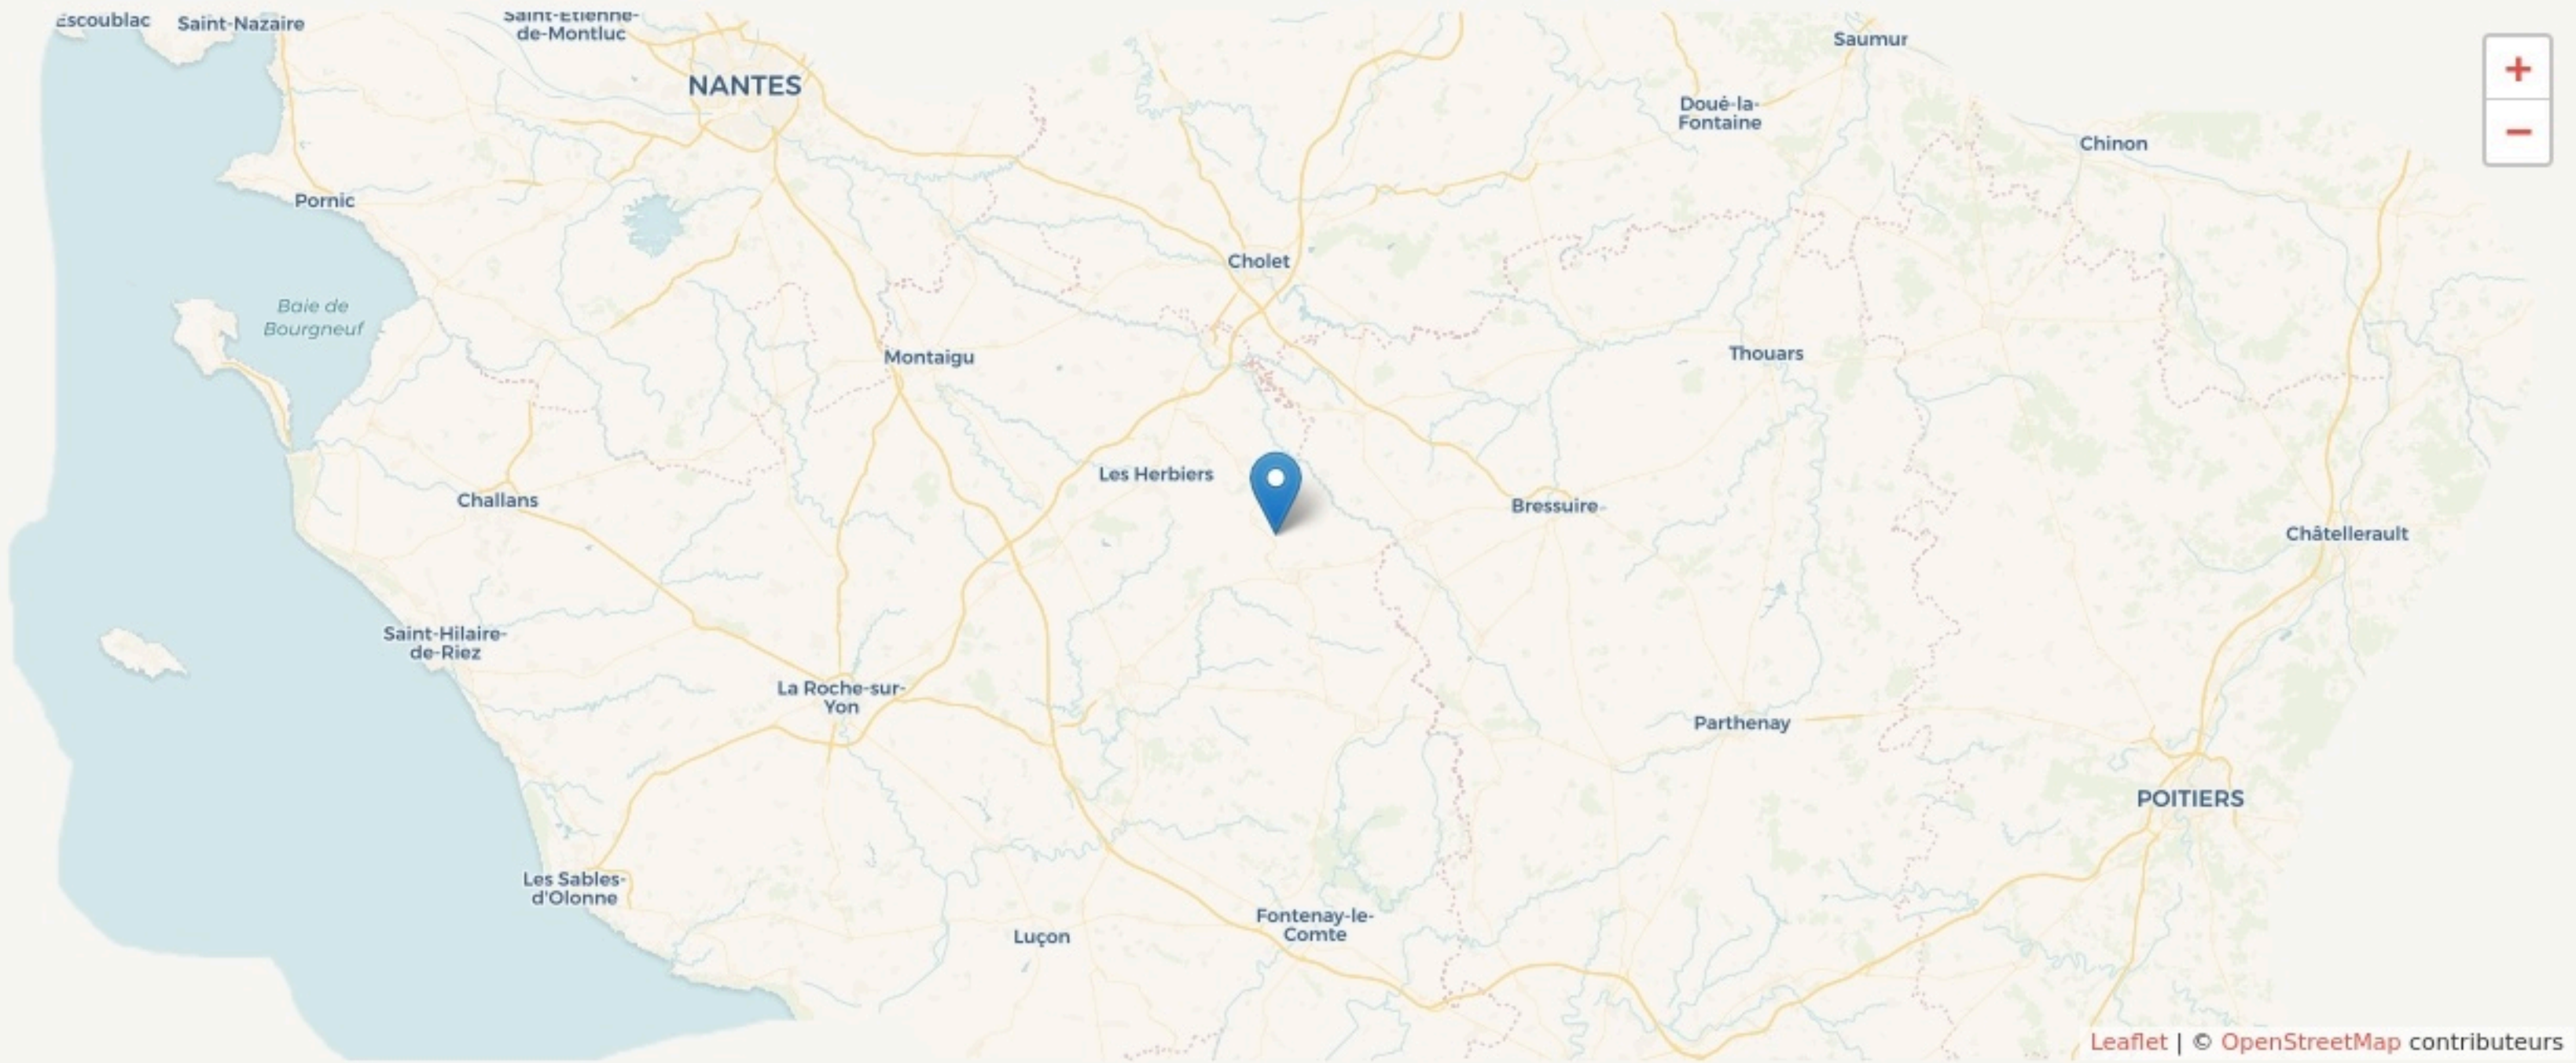 Escoublac
Saint-Nazaire
Saint-Étienne-
de-Montluc
Saumur
NANTES
Doué-la-
Fontaine
+
Chinon
−
Pornic
Cholet
Baie de
Bourgneuf
Montaigu
Thouars
Les Herbiers
Challans
Bressuire
Châtellerault
Saint-Hilaire-
de-Riez
La Roche-sur-
Yon
Parthenay
POITIERS
Les Sables-
d'Olonne
Fontenay-le-
Comte
Luçon
Leaflet | © OpenStreetMap contributeurs